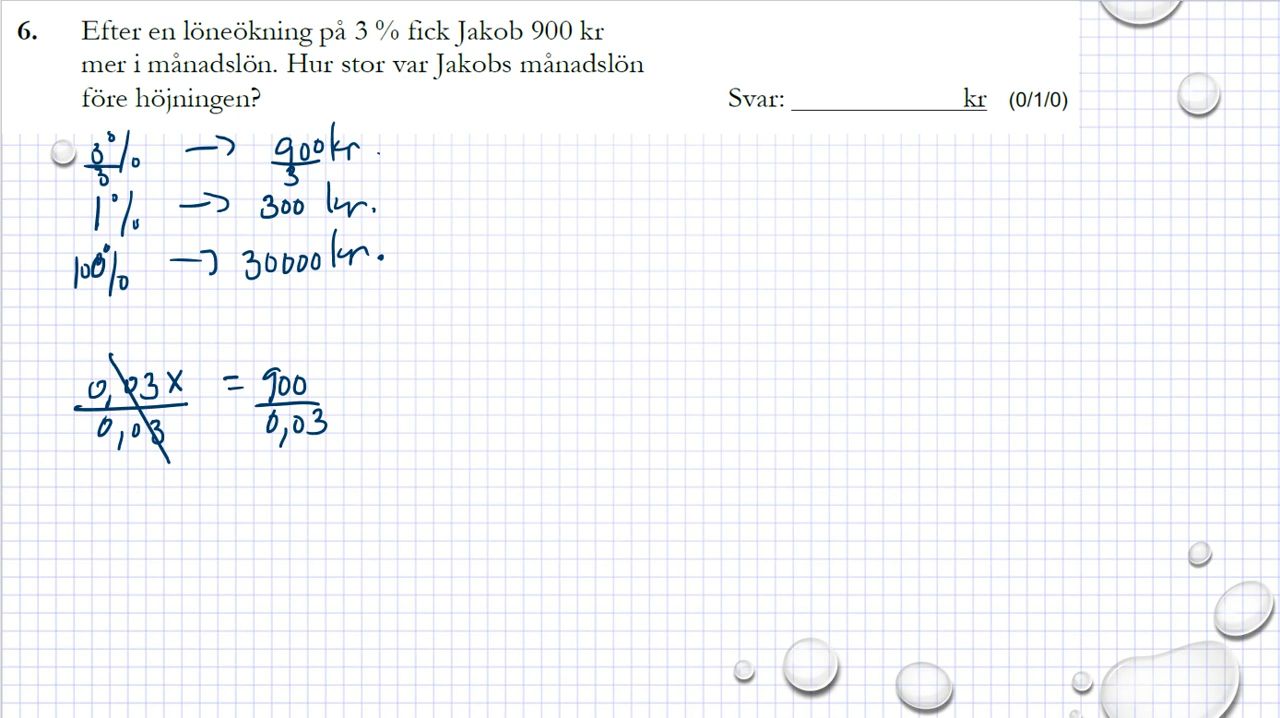 6. Efter en löneökning på 3 % fick Jakob 900 kr
mer i månadslön. Hur stor var Jakobs månadslön
före höjningen?
Svar: ____________ kr (0/1/0)
3%/3 → 900kr/3
1% → 300 kr.
100% → 30000kr.
0,03x/0,03 = 900/0,03